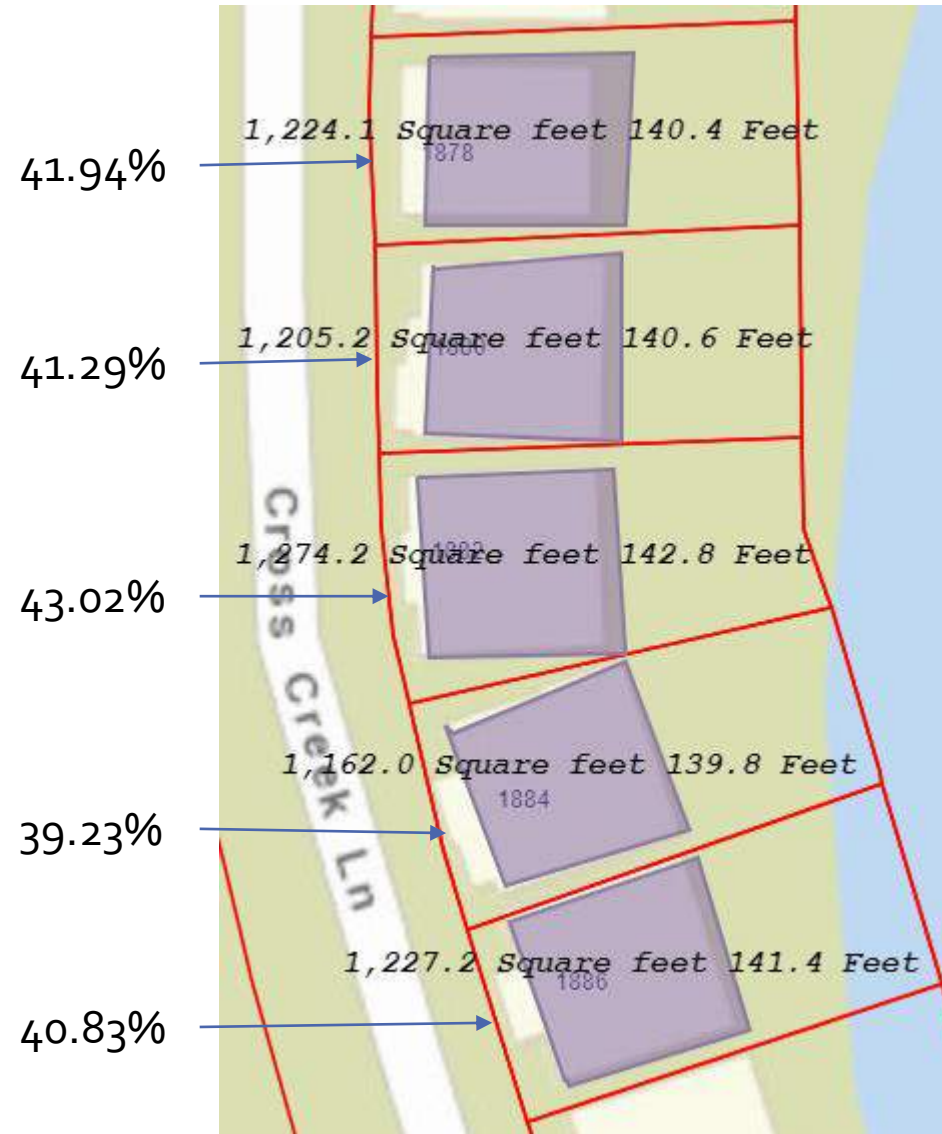 41.94%
1,224.1 Square feet 140.4 Feet
1878
41.29%
1,205.2 Square feet 140.6 Feet
43.02%
1,274.2 Square feet 142.8 Feet
1882
Cross Creek Ln
39.23%
1,162.0 Square feet 139.8 Feet
1884
40.83%
1,227.2 Square feet 141.4 Feet
1886